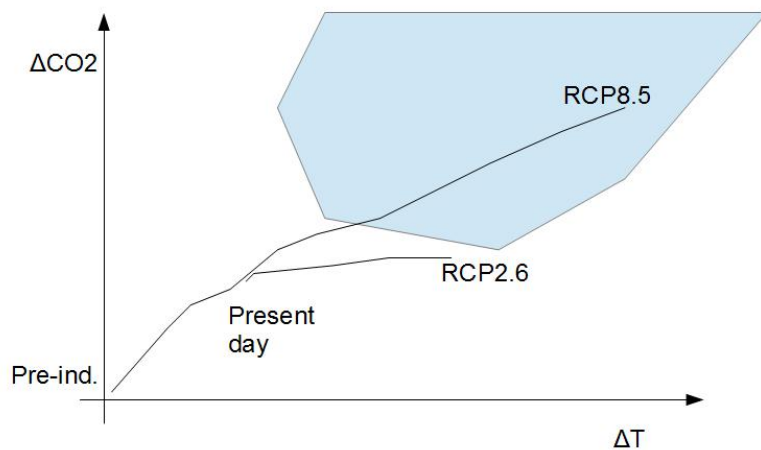 ΔCO2
RCP8.5
RCP2.6
Present
day
Pre-ind.
ΔT